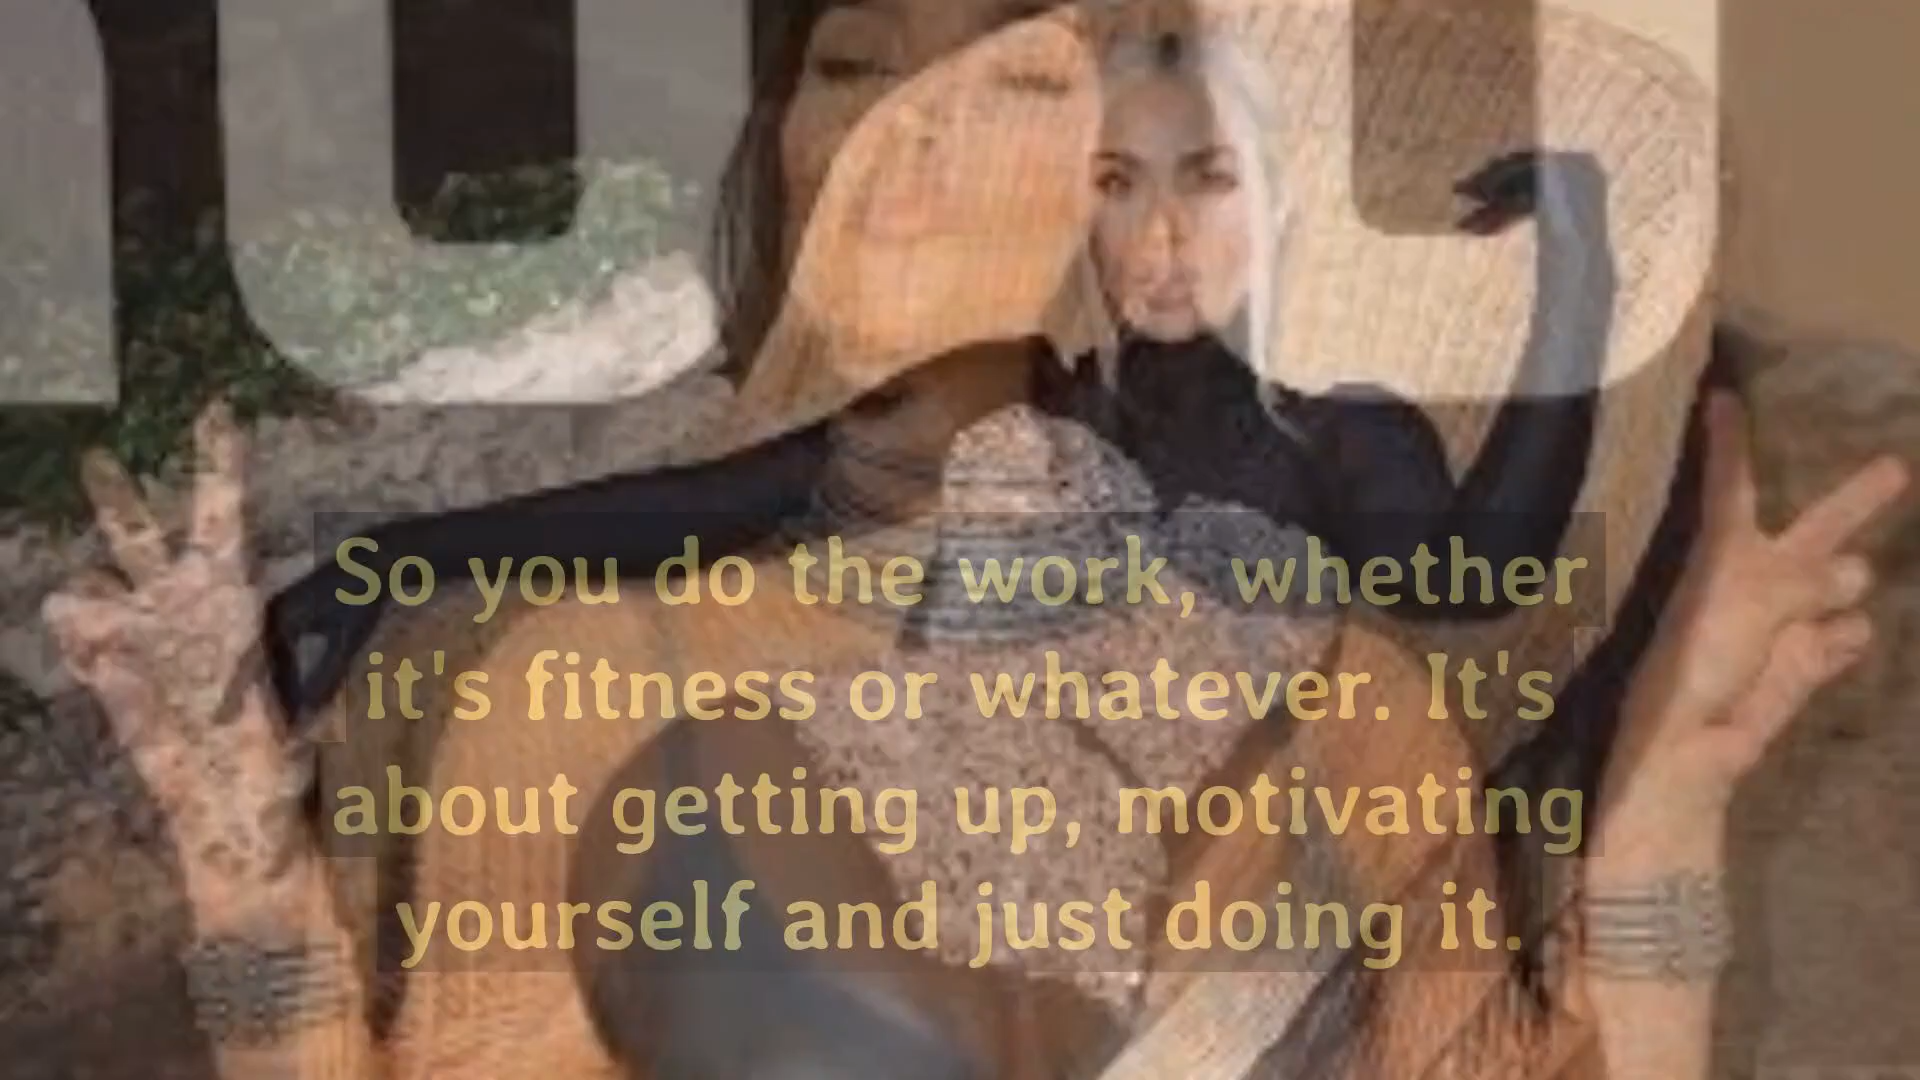 So you do the work, whether
it's fitness or whatever. It's
about getting up, motivating
yourself and just doing it.